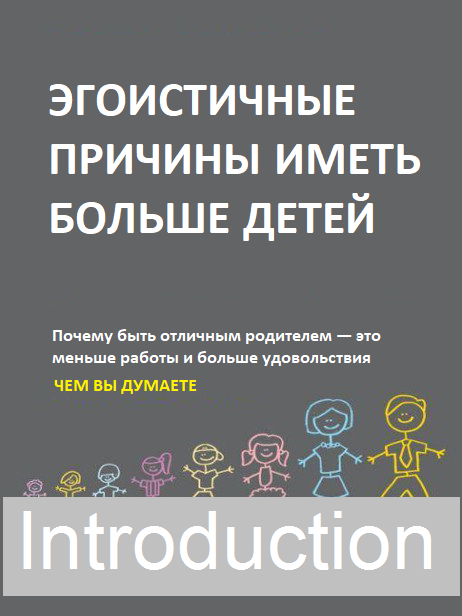 ЭГОИСТИЧНЫЕ
ПРИЧИНЫ ИМЕТЬ
БОЛЬШЕ ДЕТЕЙ
Почему быть отличным родителем — это
меньше работы и больше удовольствия
ЧЕМ ВЫ ДУМАЕТЕ
Introduction